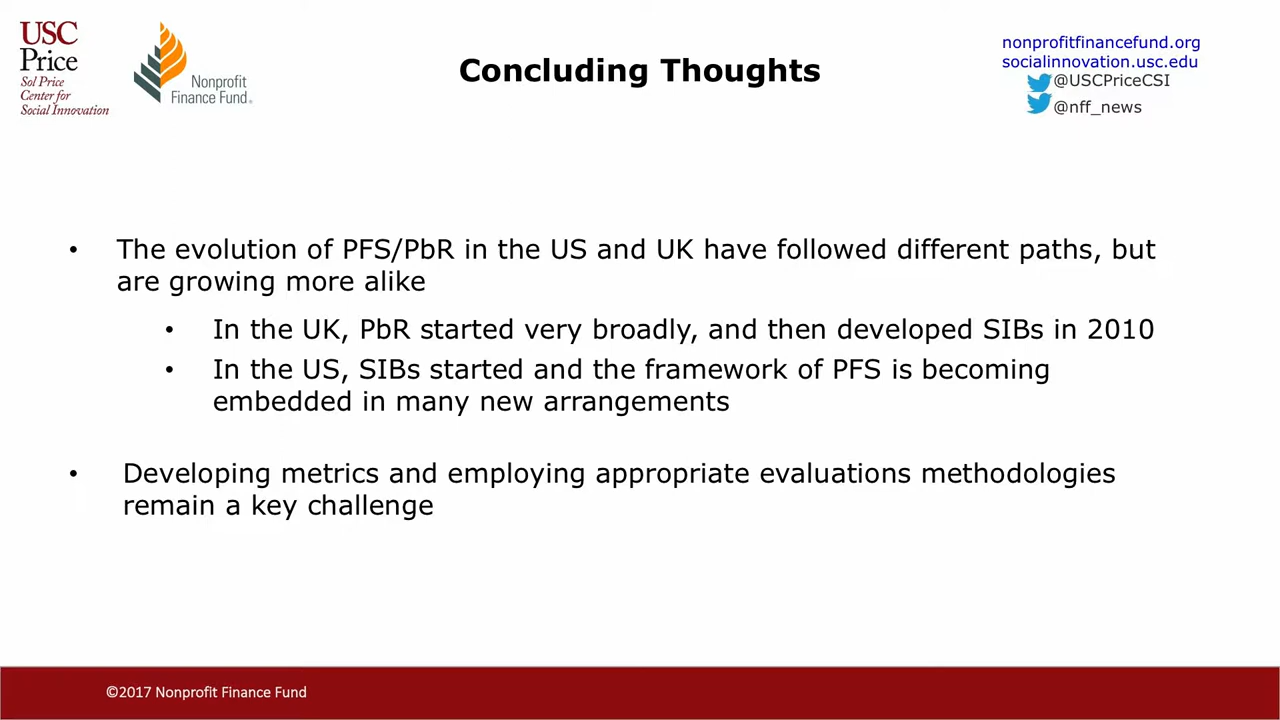 USC
Price
Sol Price
Center for
Social Innovation
Nonprofit
Finance Fund®
Concluding Thoughts
nonprofitfinancefund.org
socialinnovation.usc.edu
@USCPriceCSI
@nff_news
• The evolution of PFS/PbR in the US and UK have followed different paths, but
are growing more alike
• In the UK, PbR started very broadly, and then developed SIBs in 2010
• In the US, SIBs started and the framework of PFS is becoming
embedded in many new arrangements
• Developing metrics and employing appropriate evaluations methodologies
remain a key challenge
©2017 Nonprofit Finance Fund